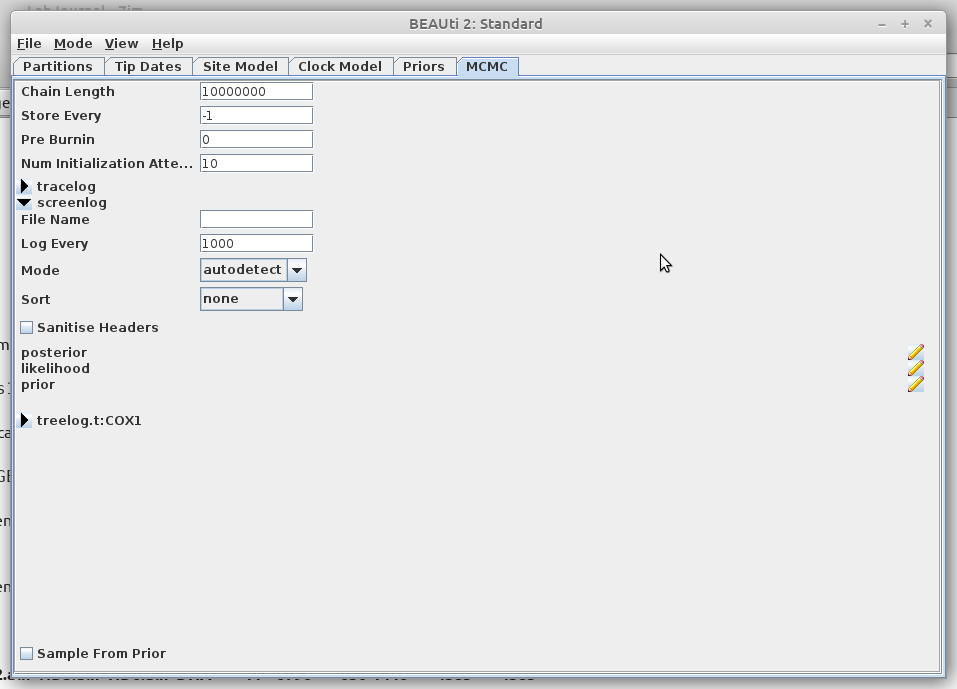 BEAUti 2: Standard
File Mode View Help
Partitions Tip Dates Site Model Clock Model Priors MCMC
Chain Length 10000000
Store Every -1
Pre Burnin 0
Num Initialization Atte... 10
tracelog
screenlog
File Name
Log Every 1000
Mode autodetect
Sort none
Sanitise Headers
posterior
likelihood
prior
treelog.t:COX1
Sample From Prior